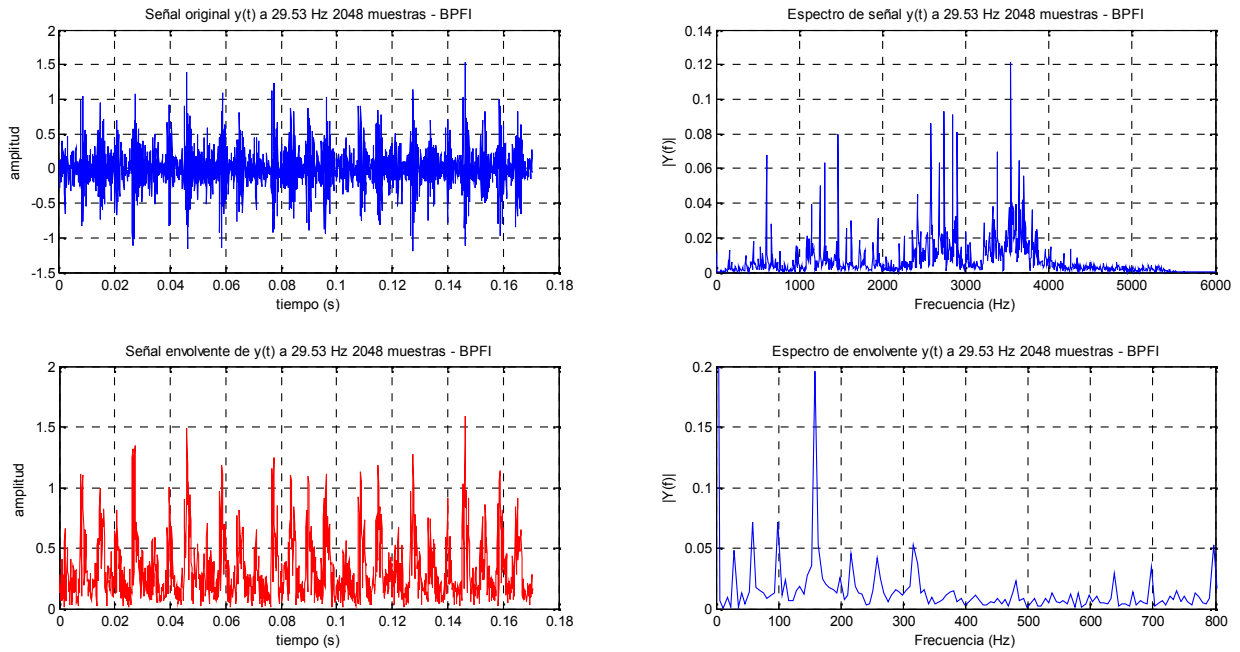 Señal original y(t) a 29.53 Hz 2048 muestras - BPFI
2
1.5
1
0.5
0
-0.5
-1
-1.5
amplitud
0 0.02 0.04 0.06 0.08 0.1 0.12 0.14 0.16 0.18
tiempo (s)
Espectro de señal y(t) a 29.53 Hz 2048 muestras - BPFI
0.14
0.12
0.1
0.08
0.06
0.04
0.02
0
|Y(f)|
0 1000 2000 3000 4000 5000 6000
Frecuencia (Hz)
Señal envolvente de y(t) a 29.53 Hz 2048 muestras - BPFI
2
1.5
1
0.5
0
amplitud
0 0.02 0.04 0.06 0.08 0.1 0.12 0.14 0.16 0.18
tiempo (s)
Espectro de envolvente y(t) a 29.53 Hz 2048 muestras - BPFI
0.2
0.15
0.1
0.05
0
|Y(f)|
0 100 200 300 400 500 600 700 800
Frecuencia (Hz)